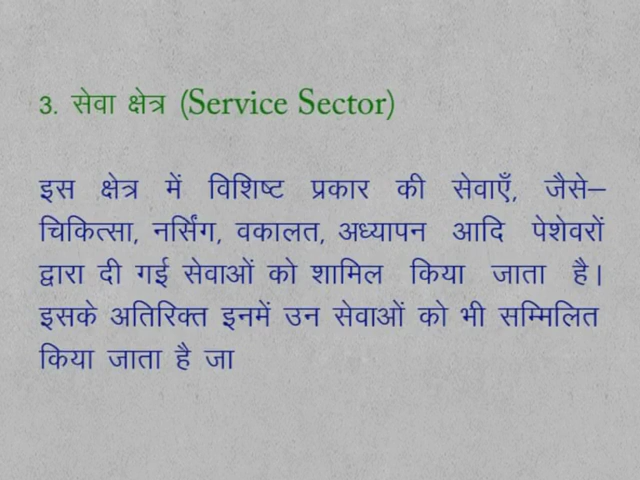 3. सेवा क्षेत्र (Service Sector)
इस क्षेत्र में विशिष्ट प्रकार की सेवाएँ, जैसे–
चिकित्सा, नर्सिंग, वकालत, अध्यापन आदि पेशेवरों
द्वारा दी गई सेवाओं को शामिल किया जाता है।
इसके अतिरिक्त इनमें उन सेवाओं को भी सम्मिलित
किया जाता है जा